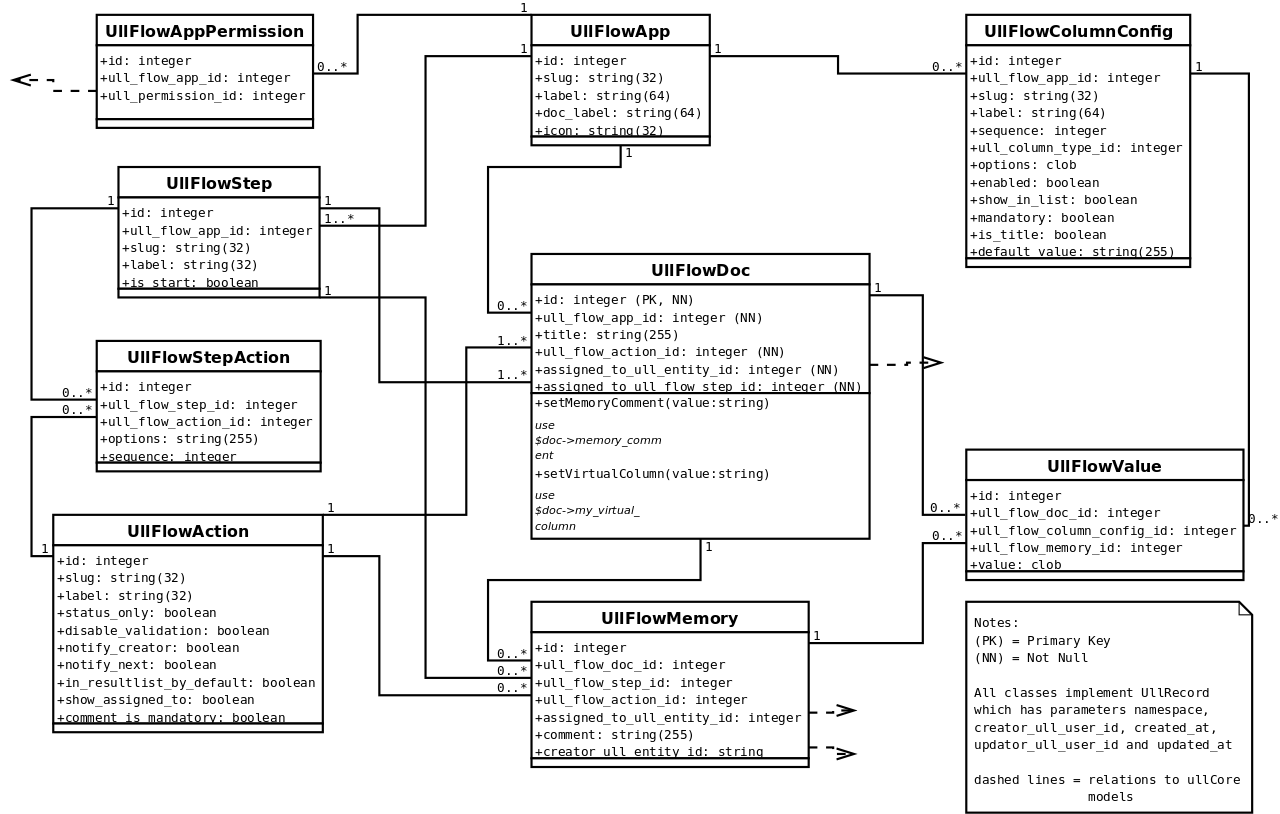 UllFlowAppPermission
+id: integer
+ull_flow_app_id: integer
+ull_permission_id: integer
0..*
1
UllFlowApp
+id: integer
+slug: string(32)
+label: string(64)
+doc_label: string(64)
+icon: string(32)
1
1
1
0..*
UllFlowColumnConfig
+id: integer
+ull_flow_app_id: integer
+slug: string(32)
+label: string(64)
+sequence: integer
+ull_column_type_id: integer
+options: clob
+enabled: boolean
+show_in_list: boolean
+mandatory: boolean
+is_title: boolean
+default_value: string(255)
1
UllFlowStep
+id: integer
+ull_flow_app_id: integer
+slug: string(32)
+label: string(32)
+is_start: boolean
1
1
1..*
1
UllFlowDoc
+id: integer (PK, NN)
+ull_flow_app_id: integer (NN)
+title: string(255)
+ull_flow_action_id: integer (NN)
+assigned_to_ull_entity_id: integer (NN)
+assigned_to_ull_flow_step_id: integer (NN)
+setMemoryComment(value:string)
use
$doc->memory_comm
ent
+setVirtualColumn(value:string)
use
$doc->my_virtual_
column
0..*
1..*
1..*
1
1
UllFlowStepAction
+id: integer
+ull_flow_step_id: integer
+ull_flow_action_id: integer
+options: string(255)
+sequence: integer
0..*
0..*
UllFlowValue
+id: integer
+ull_flow_doc_id: integer
+ull_flow_column_config_id: integer
+ull_flow_memory_id: integer
+value: clob
0..*
0..*
0..*
UllFlowAction
+id: integer
+slug: string(32)
+label: string(32)
+status_only: boolean
+disable_validation: boolean
+notify_creator: boolean
+notify_next: boolean
+in_resultlist_by_default: boolean
+show_assigned_to: boolean
+comment_is_mandatory: boolean
1
1
1
UllFlowMemory
+id: integer
+ull_flow_doc_id: integer
+ull_flow_step_id: integer
+ull_flow_action_id: integer
+assigned_to_ull_entity_id: integer
+comment: string(255)
+creator_ull_entity_id: string
0..*
0..*
0..*
1
Notes:
(PK) = Primary Key
(NN) = Not Null
All classes implement UllRecord
which has parameters namespace,
creator_ull_user_id, created_at,
updator_ull_user_id and updated_at
dashed lines = relations to ullCore
models